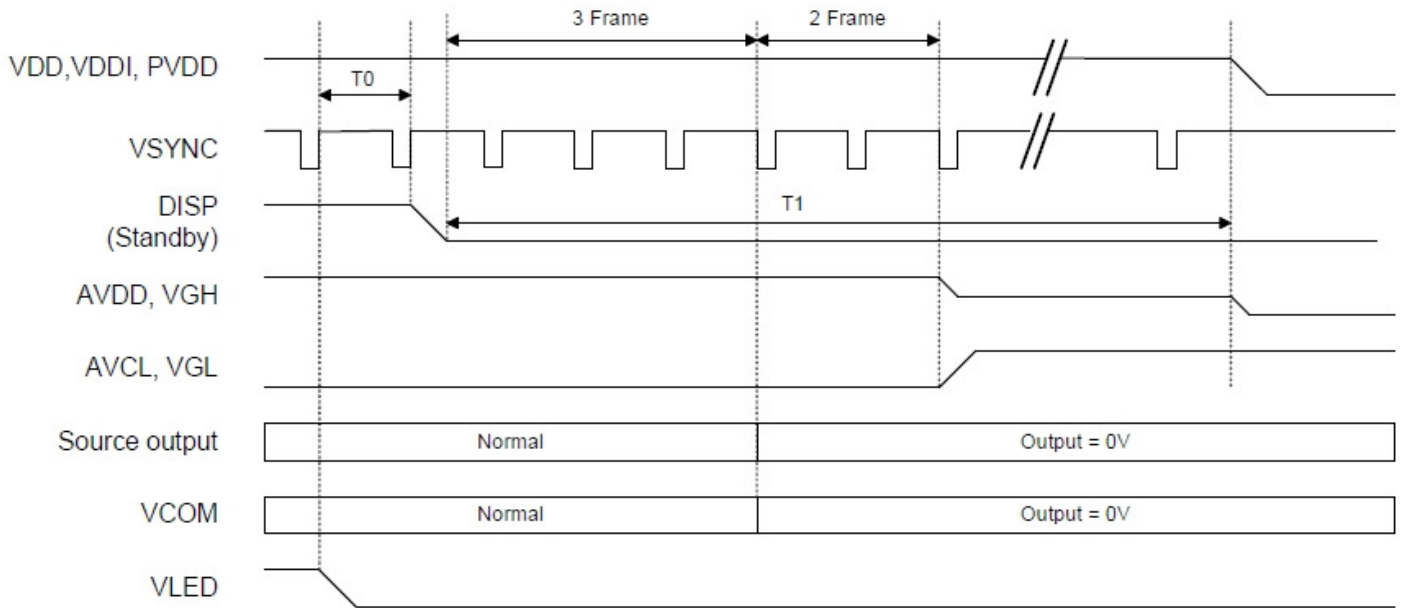 3 Frame
2 Frame
VDD,VDDI, PVDD
T0
VSYNC
DISP
(Standby)
T1
AVDD, VGH
AVCL, VGL
Source output
Normal
Output = 0V
VCOM
Normal
Output = 0V
VLED